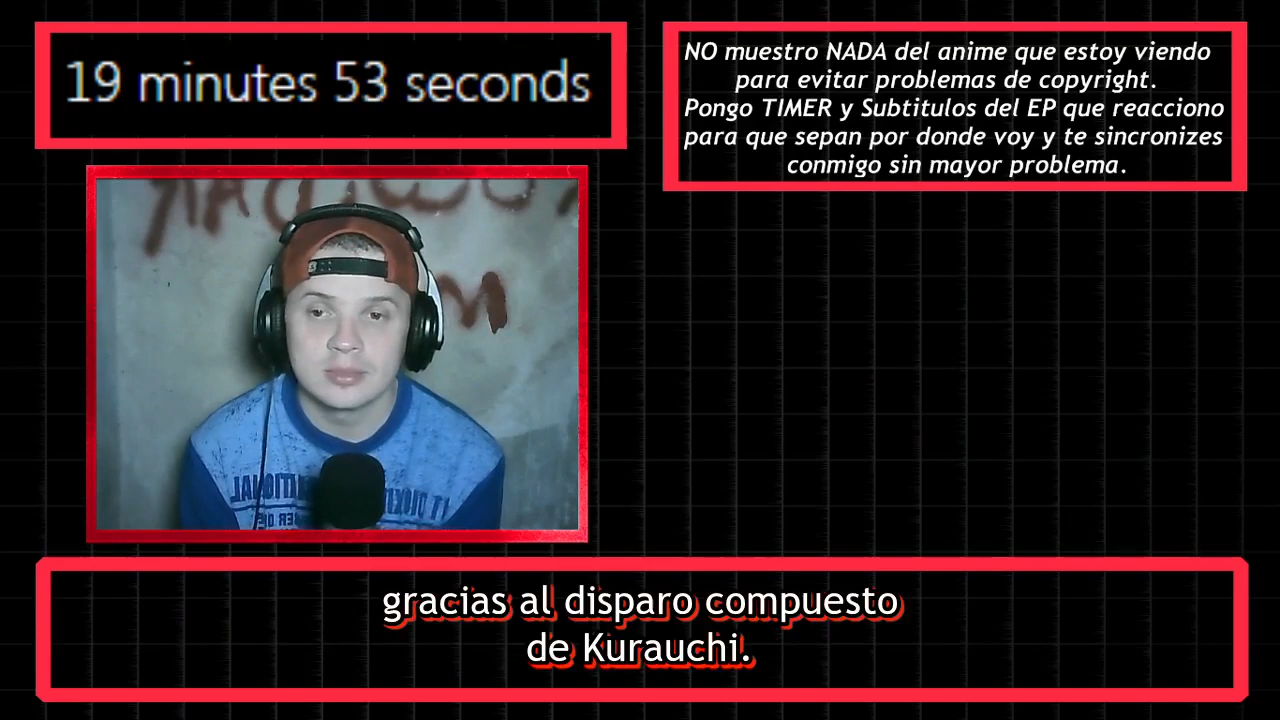 19 minutes 53 seconds
NO muestro NADA del anime que estoy viendo
para evitar problemas de copyright.
Pongo TIMER y Subtitulos del EP que reacciono
para que sepan por donde voy y te sincronizes
conmigo sin mayor problema.
gracias al disparo compuesto
de Kurauchi.